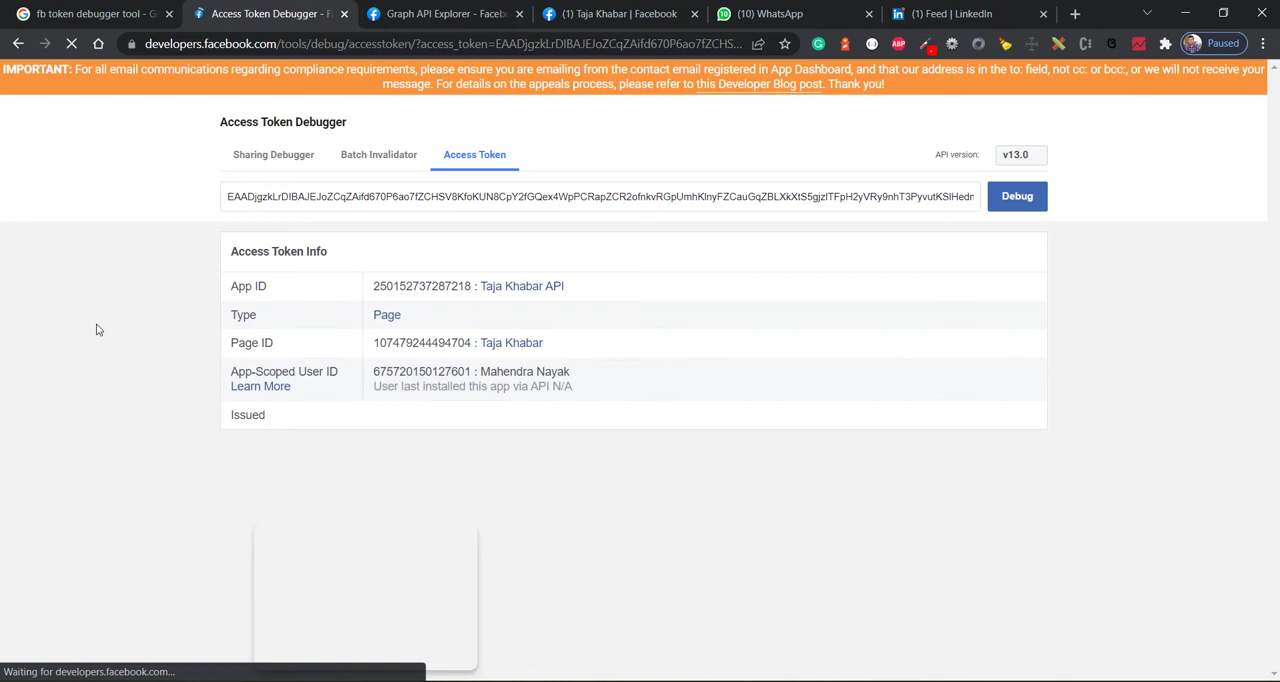 fb token debugger tool - G
Access Token Debugger - F
Graph API Explorer - Faceb
(1) Taja Khabar | Facebook
(10) WhatsApp
(1) Feed | LinkedIn
developers.facebook.com/tools/debug/accesstoken/?access_token=EAADjgzkLrDIBAJEJoZCqZAifd670P6ao7fZCHS...
ABP
Paused
IMPORTANT: For all email communications regarding compliance requirements, please ensure you are emailing from the contact email registered in App Dashboard, and that our address is in the to: field, not cc: or bcc:, or we will not receive your
message. For details on the appeals process, please refer to this Developer Blog post. Thank you!
Access Token Debugger
Sharing Debugger
Batch Invalidator
Access Token
API version:
v13.0
EAADjgzkLrDIBAJEJoZCqZAifd670P6ao7fZCHSV8KfoKUN8CpY2fGQex4WpPCRapZCR2ofnkvRGpUmhKlnyFZCauGqZBLXkXtS5gjzITFpH2yVRy9nhT3PyvutKSIHedn
Debug
Access Token Info
App ID
250152737287218 : Taja Khabar API
Type
Page
Page ID
107479244494704 : Taja Khabar
App-Scoped User ID
Learn More
675720150127601 : Mahendra Nayak
User last installed this app via API N/A
Issued
Waiting for developers.facebook.com...